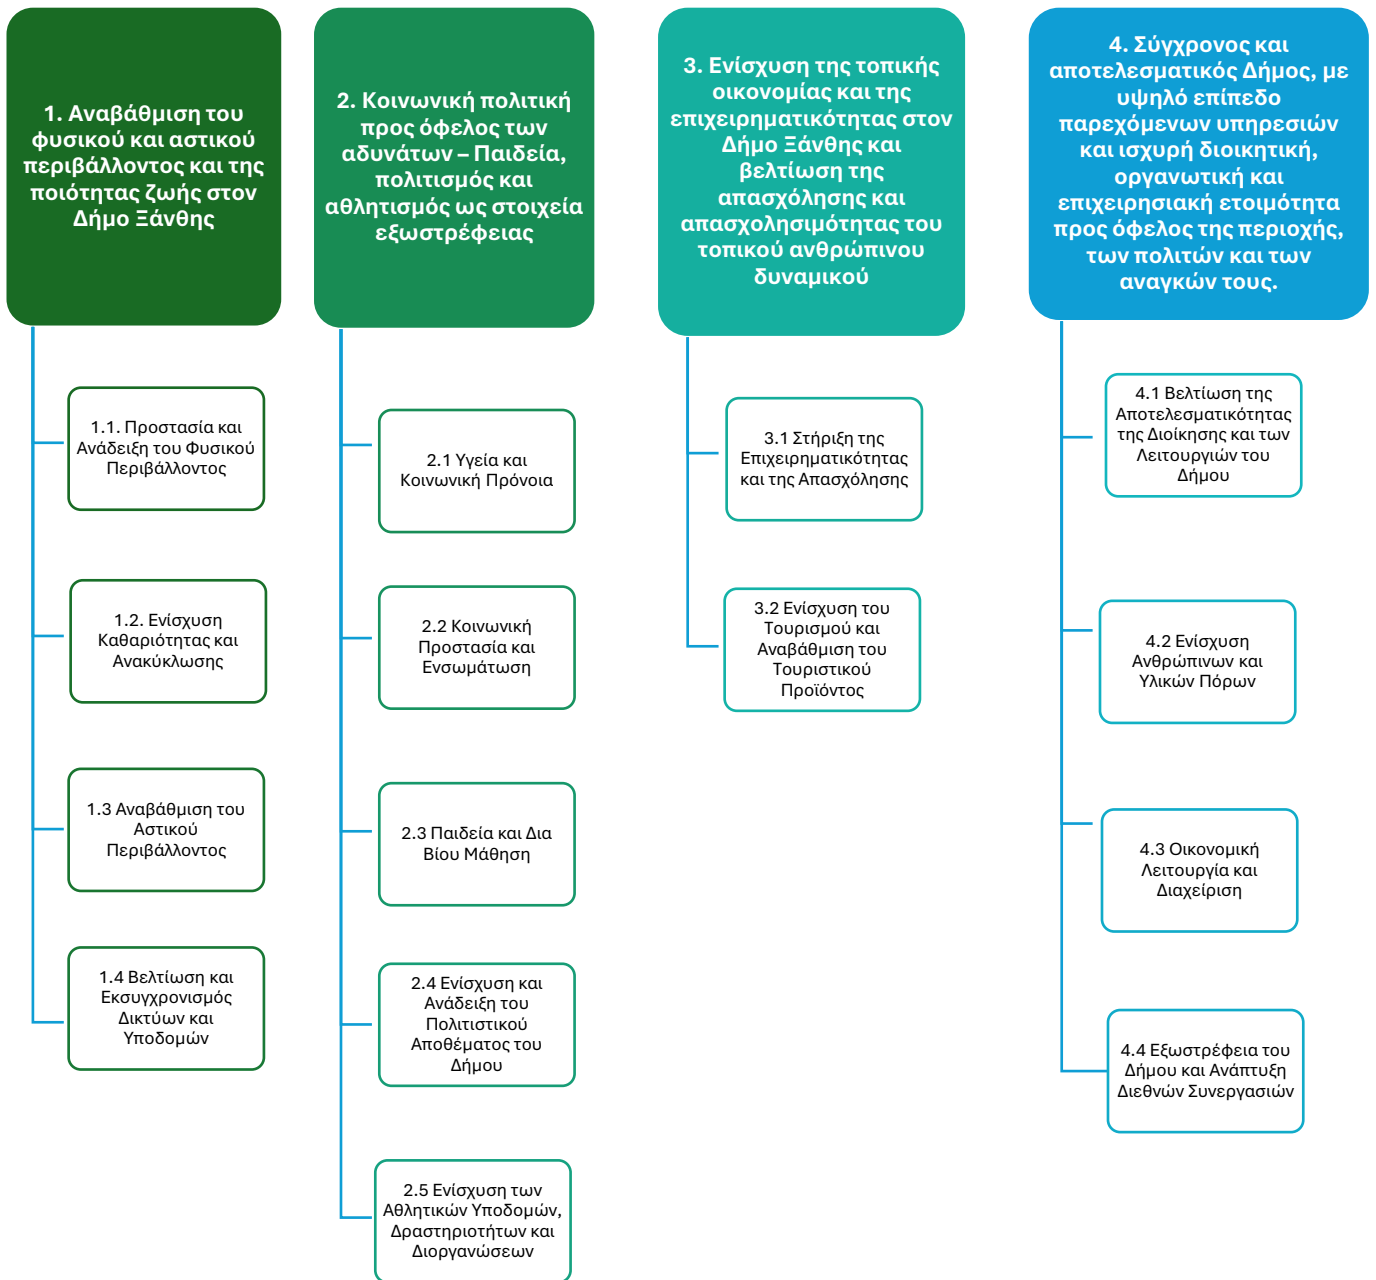 1. Αναβάθμιση του
φυσικού και αστικού
περιβάλλοντος και της
ποιότητας ζωής στον
Δήμο Ξάνθης
1.1. Προστασία και
Ανάδειξη του Φυσικού
Περιβάλλοντος
1.2. Ενίσχυση
Καθαριότητας και
Ανακύκλωσης
1.3 Αναβάθμιση του
Αστικού
Περιβάλλοντος
1.4 Βελτίωση και
Εκσυγχρονισμός
Δικτύων και
Υποδομών
2. Κοινωνική πολιτική
προς όφελος των
αδυνάτων – Παιδεία,
πολιτισμός και
αθλητισμός ως στοιχεία
εξωστρέφειας
2.1 Υγεία και
Κοινωνική Πρόνοια
2.2 Κοινωνική
Προστασία και
Ενσωμάτωση
2.3 Παιδεία και Δια
Βίου Μάθηση
2.4 Ενίσχυση και
Ανάδειξη του
Πολιτιστικού
Αποθέματος του
Δήμου
2.5 Ενίσχυση των
Αθλητικών Υποδομών,
Δραστηριοτήτων και
Διοργανώσεων
3. Ενίσχυση της τοπικής
οικονομίας και της
επιχειρηματικότητας στον
Δήμο Ξάνθης και
βελτίωση της
απασχόλησης και
απασχολησιμότητας του
τοπικού ανθρώπινου
δυναμικού
3.1 Στήριξη της
Επιχειρηματικότητας
και της Απασχόλησης
3.2 Ενίσχυση του
Τουρισμού και
Αναβάθμιση του
Τουριστικού
Προϊόντος
4. Σύγχρονος και
αποτελεσματικός Δήμος, με
υψηλό επίπεδο
παρεχόμενων υπηρεσιών
και ισχυρή διοικητική,
οργανωτική και
επιχειρησιακή ετοιμότητα
προς όφελος της περιοχής,
των πολιτών και των
αναγκών τους.
4.1 Βελτίωση της
Αποτελεσματικότητας
της Διοίκησης και των
Λειτουργιών του
Δήμου
4.2 Ενίσχυση
Ανθρώπινων και
Υλικών Πόρων
4.3 Οικονομική
Λειτουργία και
Διαχείριση
4.4 Εξωστρέφεια του
Δήμου και Ανάπτυξη
Διεθνών Συνεργασιών